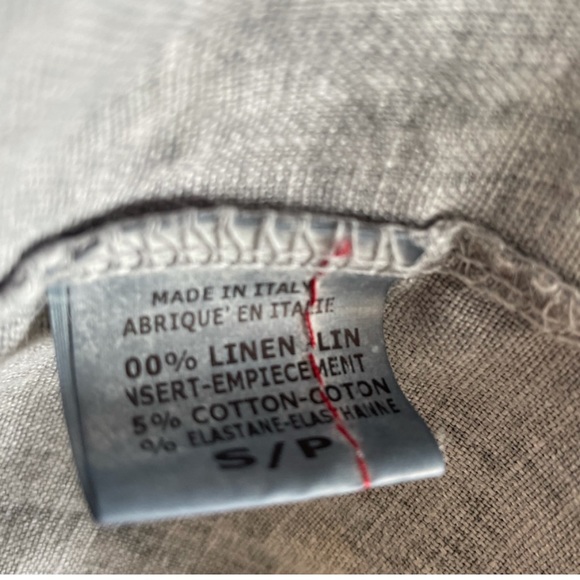 MADE IN ITALY
ABRIQUE' EN ITALIE
00% LINEN-LIN
NSERT-EMPIECEMENT
5% COTTON-COTON
% ELASTANE-ELASTHANNE
S/P